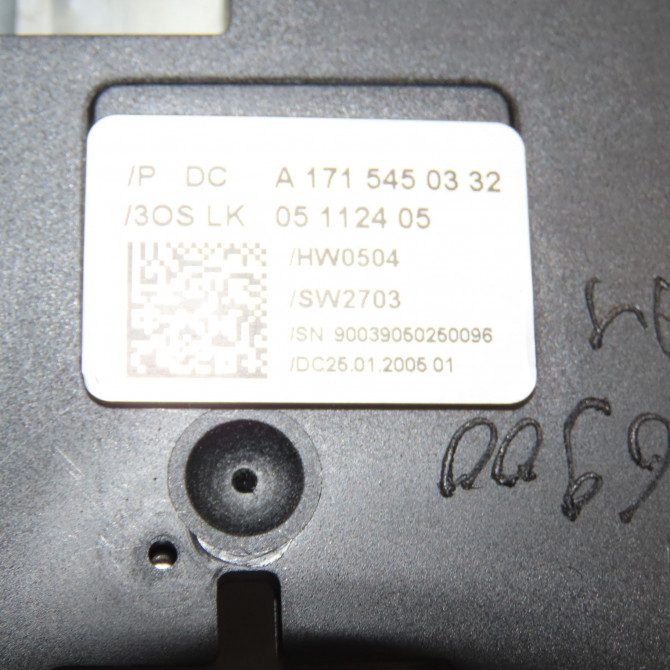 /P DC A 171 545 03 32
/3OS LK 05 1124 05
/HW0504
/SW2703
/SN 90039050250096
/DC25.01.2005 01